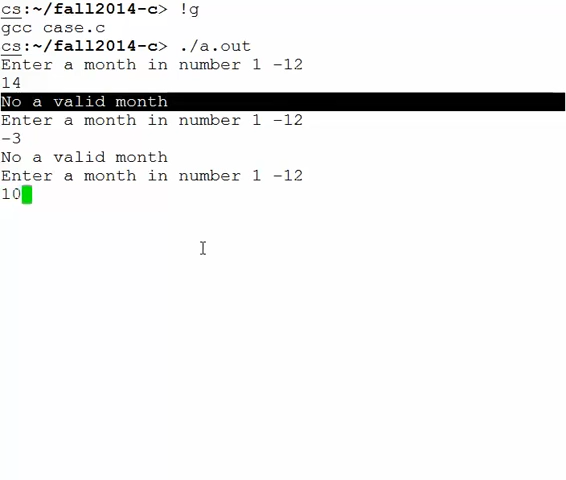 cs:~/fall2014-c> !g
gcc case.c
cs:~/fall2014-c> ./a.out
Enter a month in number 1 -12
14
No a valid month
Enter a month in number 1 -12
-3
No a valid month
Enter a month in number 1 -12
10